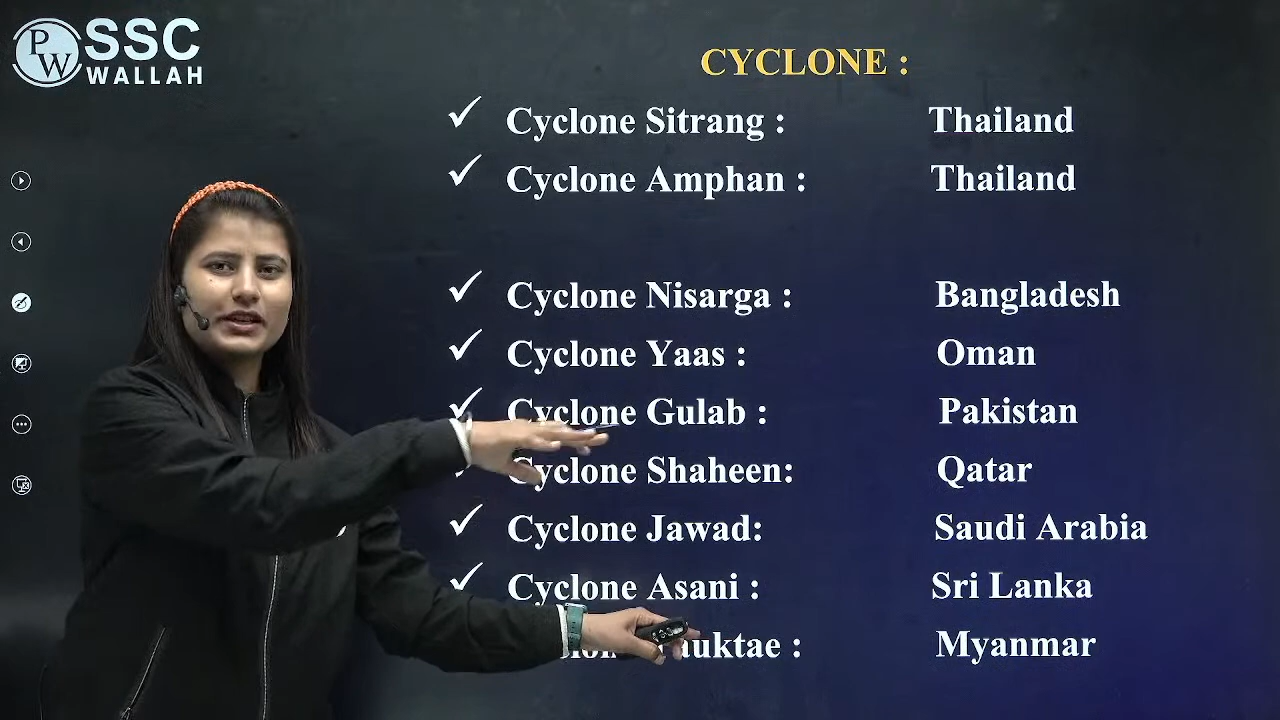 PW SSC
WALLAH
CYCLONE :
Cyclone Sitrang : Thailand
Cyclone Amphan : Thailand
Cyclone Nisarga : Bangladesh
Cyclone Yaas : Oman
Cyclone Gulab : Pakistan
Cyclone Shaheen: Qatar
Cyclone Jawad: Saudi Arabia
Cyclone Asani : Sri Lanka
Myanmar